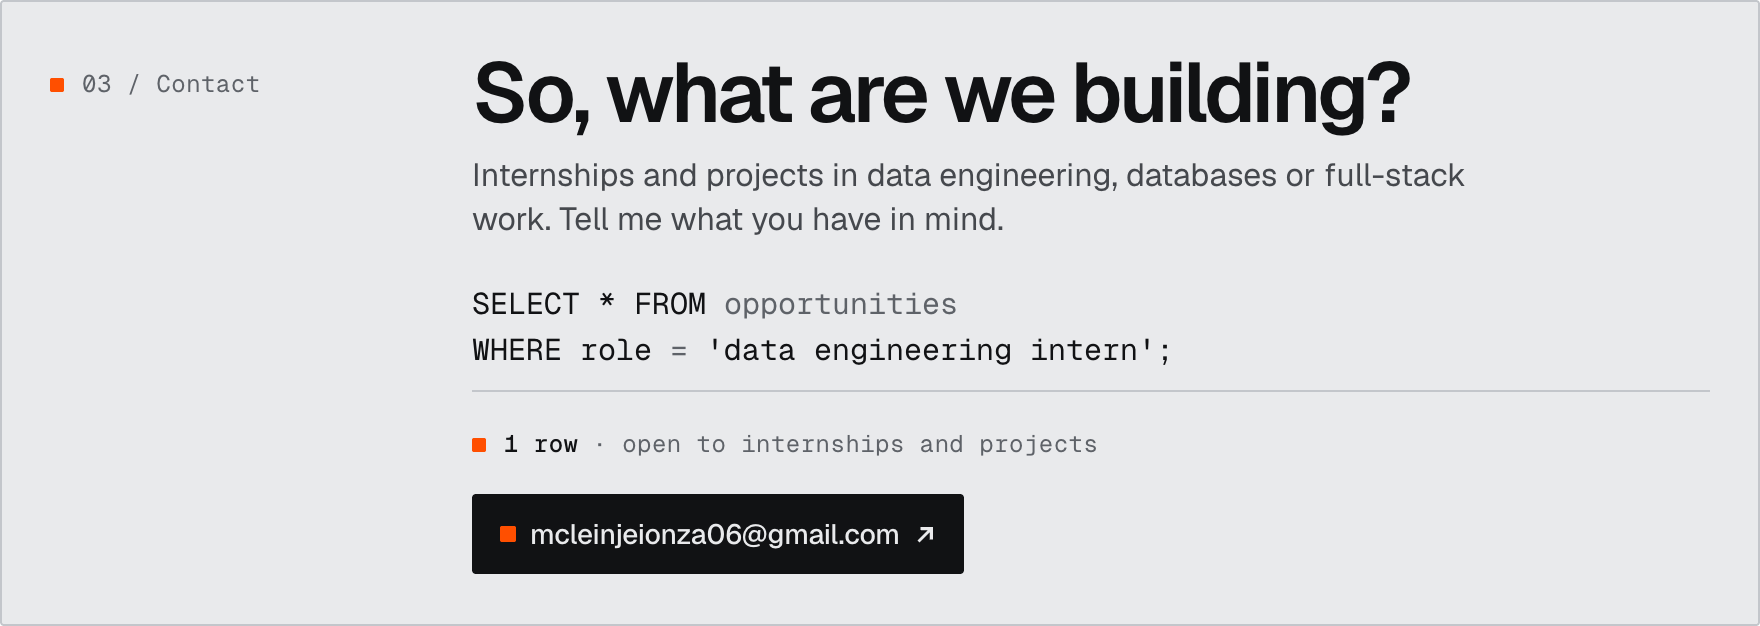 03 / Contact
So, what are we building?
Internships and projects in data engineering, databases or full-stack
work. Tell me what you have in mind.
SELECT * FROM opportunities
WHERE role = 'data engineering intern';
1 row · open to internships and projects
mcleinjeionza06@gmail.com ↗